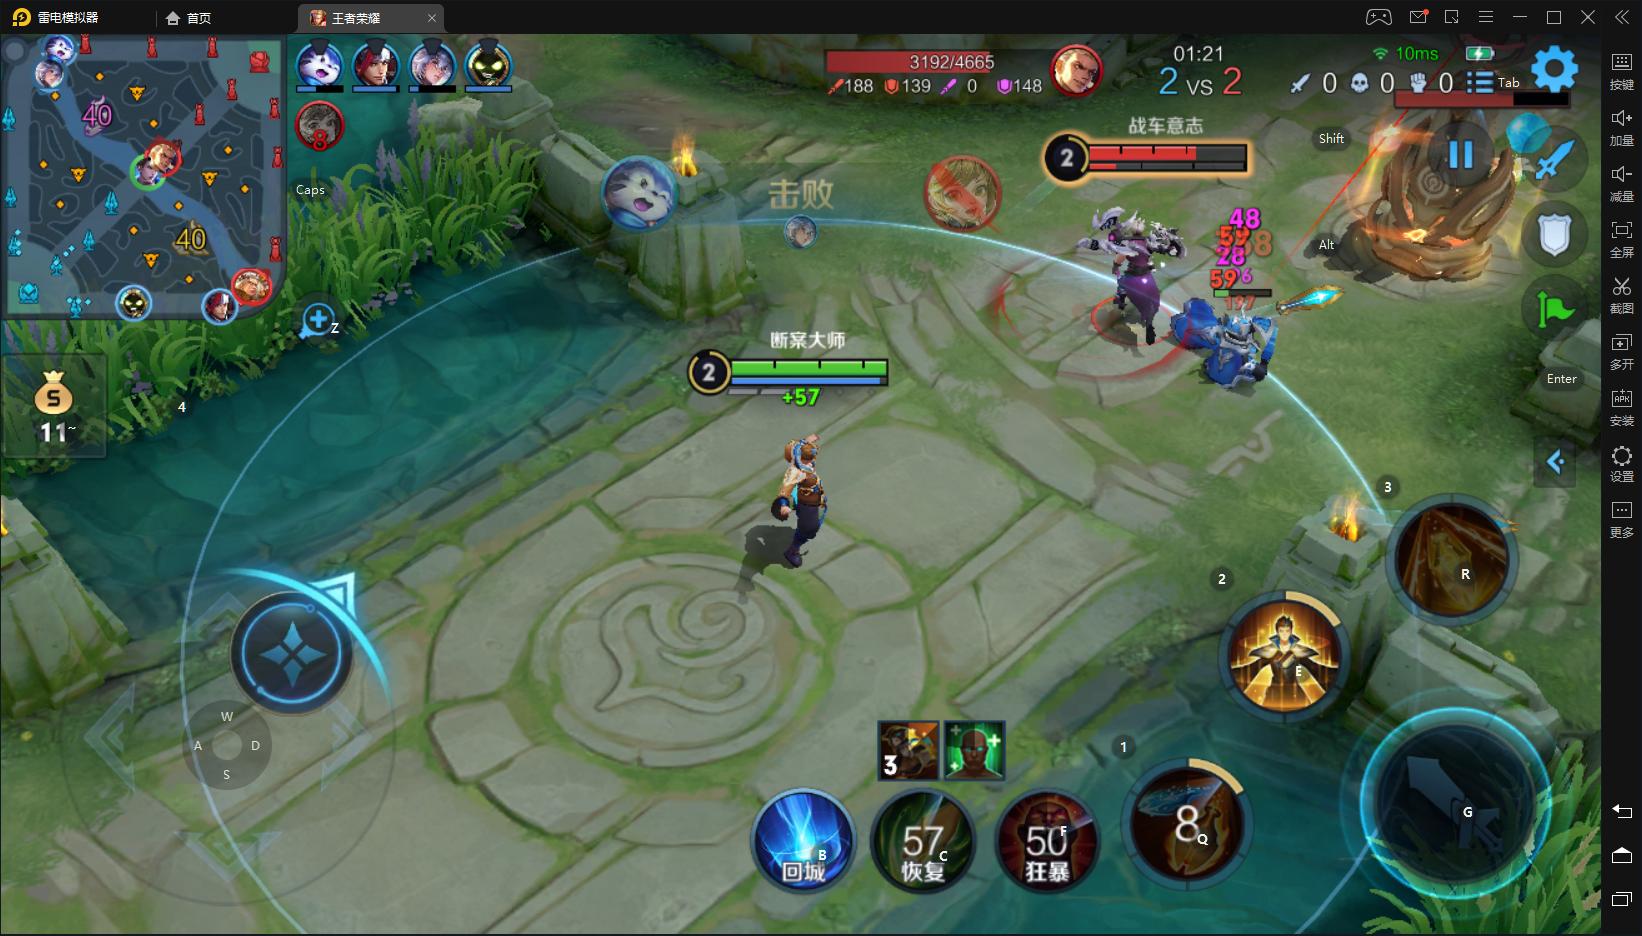 雷电模拟器
首页
王者荣耀
3192/4665
188
139
0
148
01:21
2 VS 2
10ms
0
0
0
Tab
按键
加量
减量
全屏
截图
多开
安装
设置
更多
APK
40
40
8
Caps
击败
战车意志
2
Shift
Alt
48
59
28
59
197
Z
断案大师
2
+57
4
S
11~
Enter
3
R
2
E
W
A
D
S
3
1
回城
B
57
C
恢复
50
F
狂暴
8
Q
G